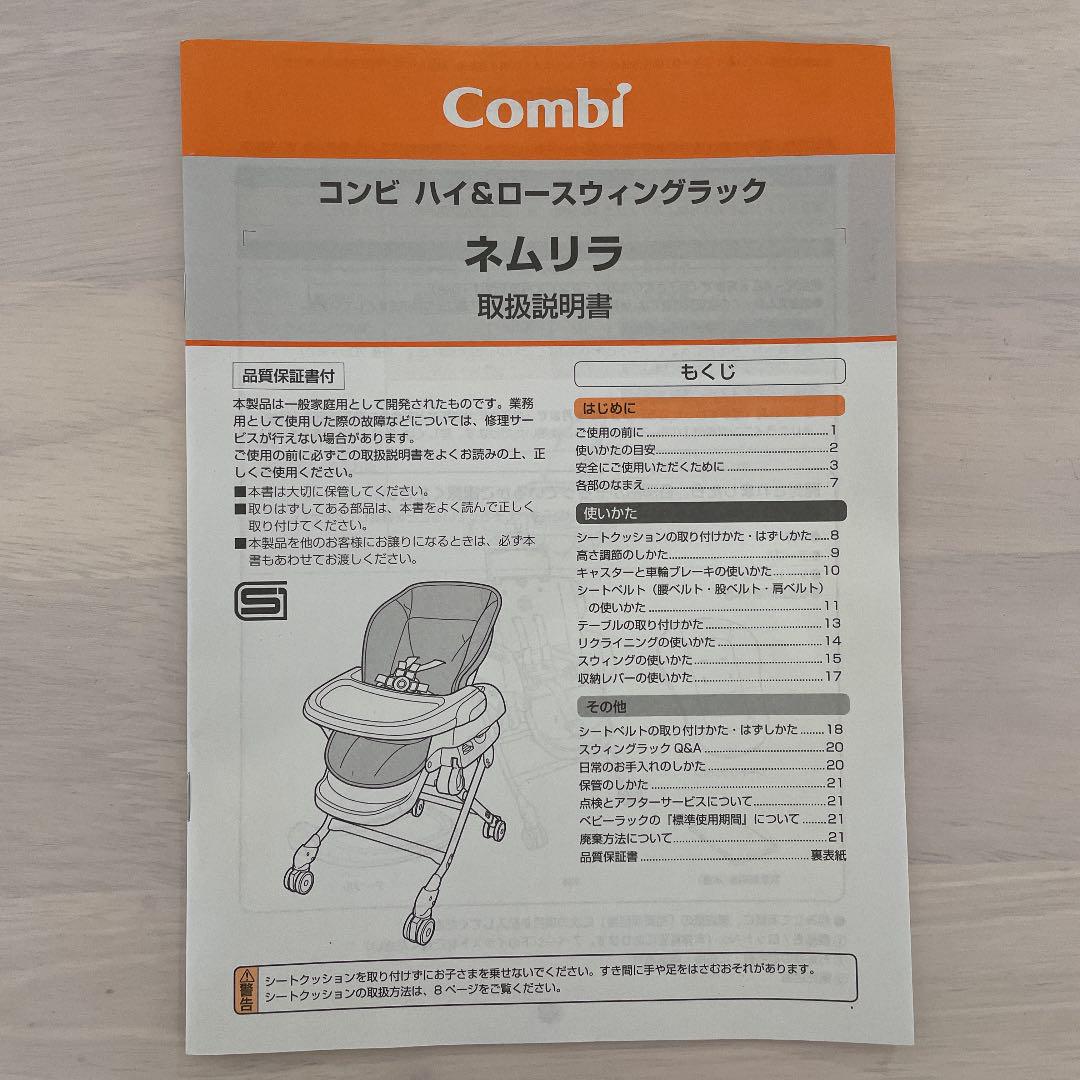 Combi
コンビ ハイ&ロースウィングラック
ネムリラ
取扱説明書
品質保証書付
本製品は一般家庭用として開発されたものです。業務
用として使用した際の故障などについては、修理サー
ビスが行えない場合があります。
ご使用の前に必ずこの取扱説明書をよくお読みの上、正
しくご使用ください。
■本書は大切に保管してください。
■取りはずしてある部品は、本書をよく読んで正しく
取り付けてください。
■本製品を他のお客様にお譲りになるときは、必ず本
書もあわせてお渡しください。
S
もくじ
はじめに
ご使用の前に 1
使いかたの目安 2
安全にご使用いただくために 3
各部のなまえ 7
使いかた
シートクッションの取り付けかた・はずしかた 8
高さ調節のしかた 9
キャスターと車輪ブレーキの使いかた 10
シートベルト（腰ベルト・股ベルト・肩ベルト）
の使いかた 11
テーブルの取り付けかた 13
リクライニングの使いかた 14
スウィングの使いかた 15
収納レバーの使いかた 17
その他
シートベルトの取り付けかた・はずしかた 18
スウィングラック Q&A 20
日常のお手入れのしかた 20
保管のしかた 21
点検とアフターサービスについて 21
ベビーラックの『標準使用期間』について 21
廃棄方法について 21
品質保証書 裏表紙
警告
シートクッションを取り付けずにお子さまを乗せないでください。すき間に手や足をはさむおそれがあります。
シートクッションの取扱方法は、8 ページをご覧ください。